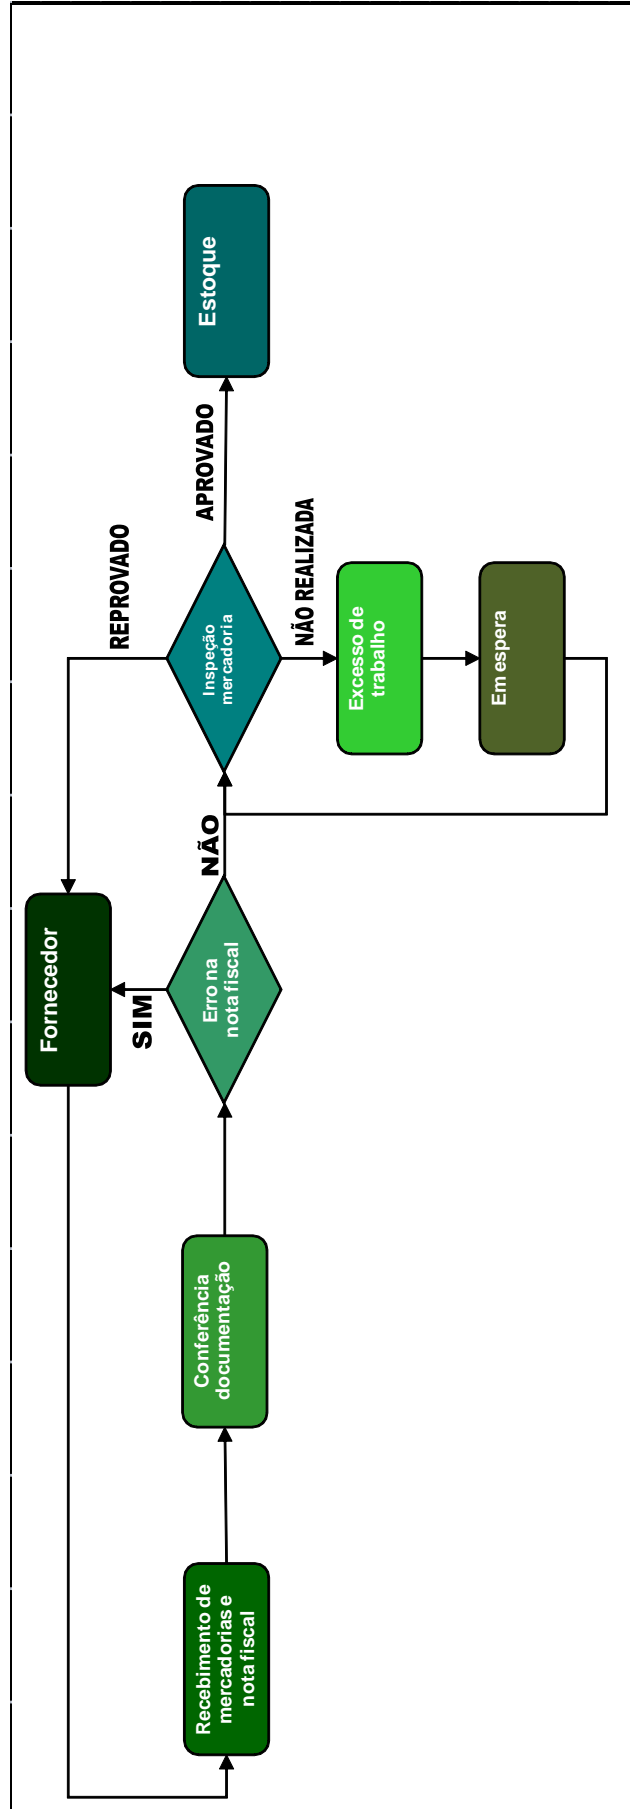 Fornecedor
REPROVADO
SIM
Recebimento de
mercadorias e
nota fiscal
Conferência
documentação
Erro na
nota fiscal
NÃO
Inspeção
mercadoria
APROVADO
Estoque
NÃO REALIZADA
Excesso de
trabalho
Em espera